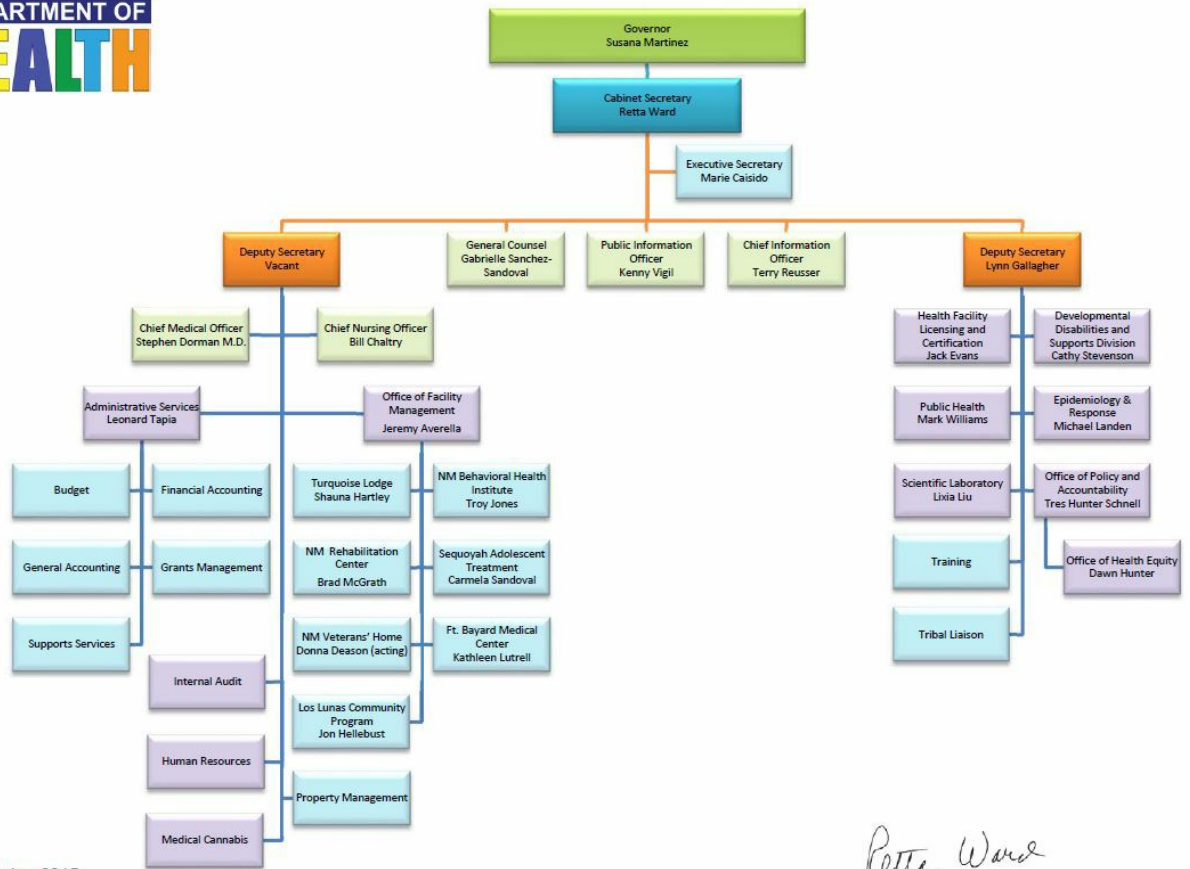 ARTMENT OF
EALTH
Governor
Susana Martinez
Cabinet Secretary
Retta Ward
Executive Secretary
Marie Caisido
Deputy Secretary
Vacant
General Counsel
Gabrielle Sanchez-
Sandoval
Public Information
Officer
Kenny Vigil
Chief Information
Officer
Terry Reusser
Deputy Secretary
Lynn Gallagher
Chief Medical Officer
Stephen Dorman M.D.
Chief Nursing Officer
Bill Chaltry
Health Facility
Licensing and
Certification
Jack Evans
Developmental
Disabilities and
Supports Division
Cathy Stevenson
Administrative Services
Leonard Tapia
Office of Facility
Management
Jeremy Averella
Public Health
Mark Williams
Epidemiology &
Response
Michael Landen
Budget
Financial Accounting
Turquoise Lodge
Shauna Hartley
NM Behavioral Health
Institute
Troy Jones
Scientific Laboratory
Lixia Liu
Office of Policy and
Accountability
Tres Hunter Schnell
General Accounting
Grants Management
NM Rehabilitation
Center
Brad McGrath
Sequoyah Adolescent
Treatment
Carmela Sandoval
Training
Office of Health Equity
Dawn Hunter
Supports Services
NM Veterans' Home
Donna Deason (acting)
Ft. Bayard Medical
Center
Kathleen Lutrell
Tribal Liaison
Internal Audit
Los Lunas Community
Program
Jon Hellebust
Human Resources
Property Management
Medical Cannabis
Retta Ward